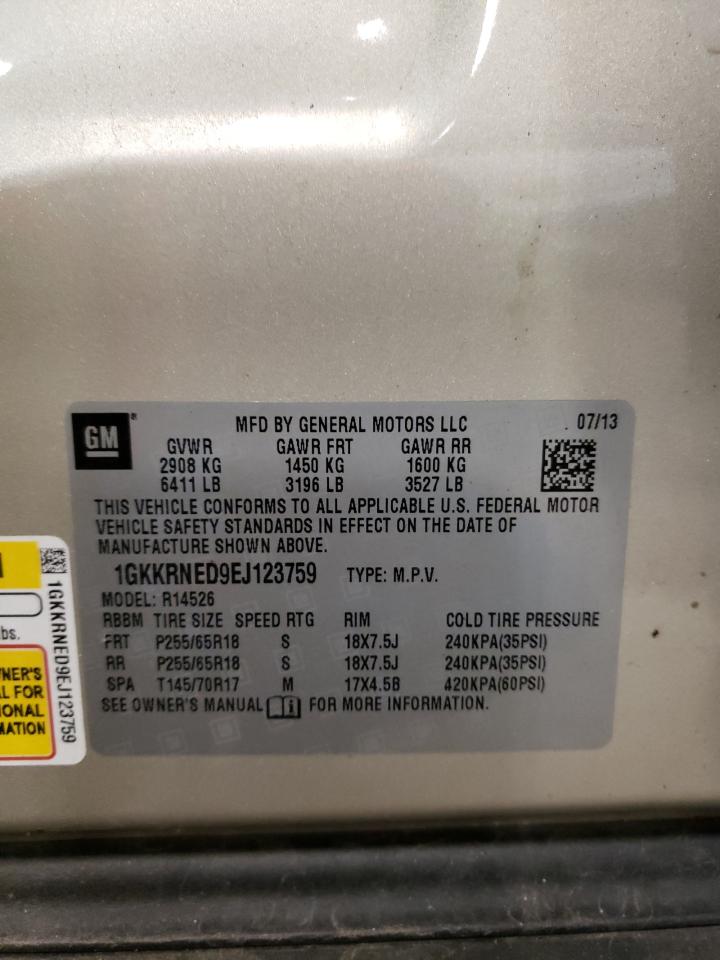 GM
MFD BY GENERAL MOTORS LLC 07/13
GVWR GAWR FRT GAWR RR
2908 KG 1450 KG 1600 KG
6411 LB 3196 LB 3527 LB
THIS VEHICLE CONFORMS TO ALL APPLICABLE U.S. FEDERAL MOTOR
VEHICLE SAFETY STANDARDS IN EFFECT ON THE DATE OF
MANUFACTURE SHOWN ABOVE.
1GKKRNED9EJ123759 TYPE: M.P.V.
MODEL: R14526
RBBM TIRE SIZE SPEED RTG RIM COLD TIRE PRESSURE
FRT P255/65R18 S 18X7.5J 240KPA(35PSI)
RR P255/65R18 S 18X7.5J 240KPA(35PSI)
SPA T145/70R17 M 17X4.5B 420KPA(60PSI)
SEE OWNER'S MANUAL FOR MORE INFORMATION.
1GKKRNED9EJ123759
bs.